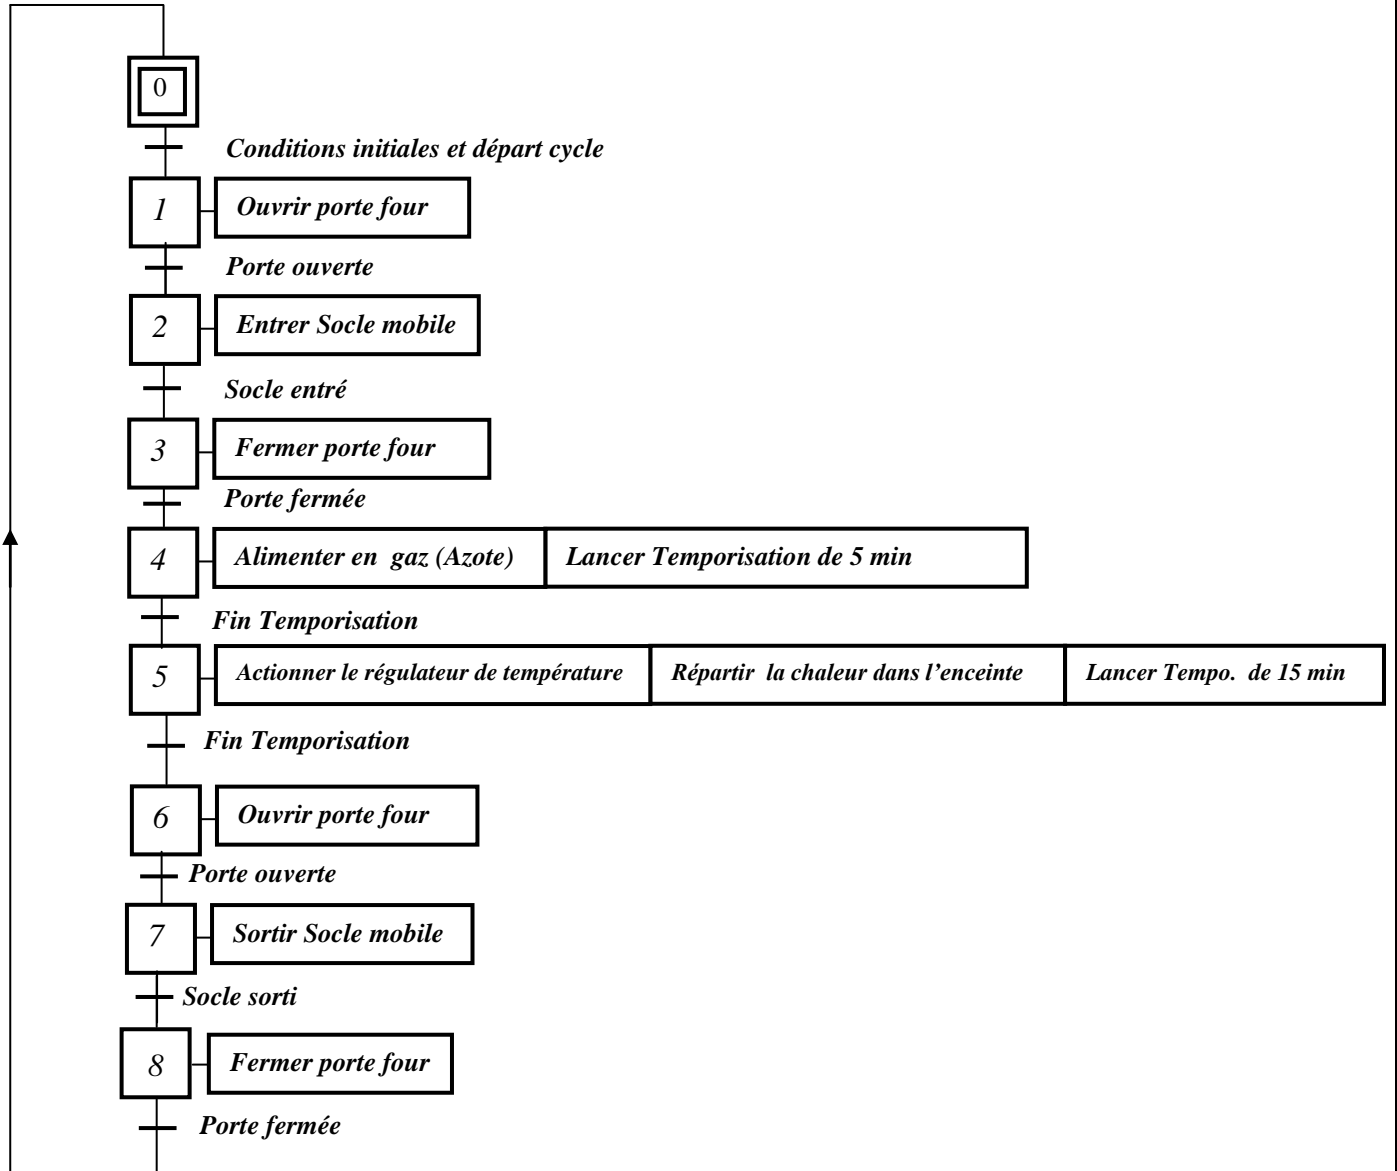 0
Conditions initiales et départ cycle
1 Ouvrir porte four
Porte ouverte
2 Entrer Socle mobile
Socle entré
3 Fermer porte four
Porte fermée
4 Alimenter en gaz (Azote) Lancer Temporisation de 5 min
Fin Temporisation
5 Actionner le régulateur de température Répartir la chaleur dans l'enceinte Lancer Tempo. de 15 min
Fin Temporisation
6 Ouvrir porte four
Porte ouverte
7 Sortir Socle mobile
Socle sorti
8 Fermer porte four
Porte fermée